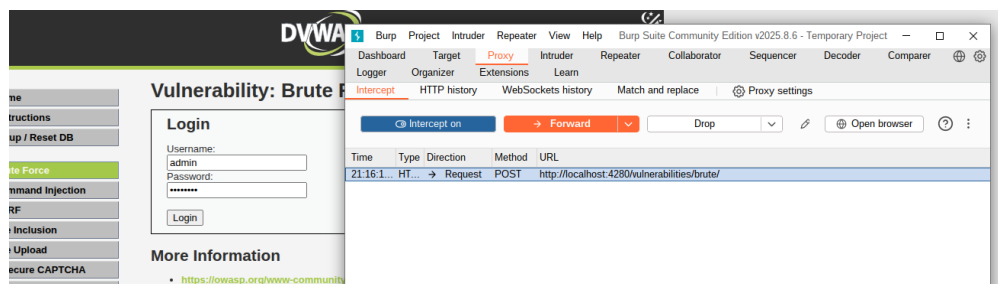 DVWA
Burp Project Intruder Repeater View Help Burp Suite Community Edition v2025.8.6 - Temporary Project
Dashboard Target Proxy Intruder Repeater Collaborator Sequencer Decoder Comparer
Logger Organizer Extensions Learn
Intercept HTTP history WebSockets history Match and replace Proxy settings
Intercept on Forward Drop Open browser
Time Type Direction Method URL
21:16:1... HT... → Request POST http://localhost:4280/vulnerabilities/brute/
me
tructions
up / Reset DB
te Force
mmand Injection
RF
e Inclusion
e Upload
ecure CAPTCHA
Vulnerability: Brute F
Login
Username:
admin
Password:
••••••••
Login
More Information
https://owasp.org/www-community